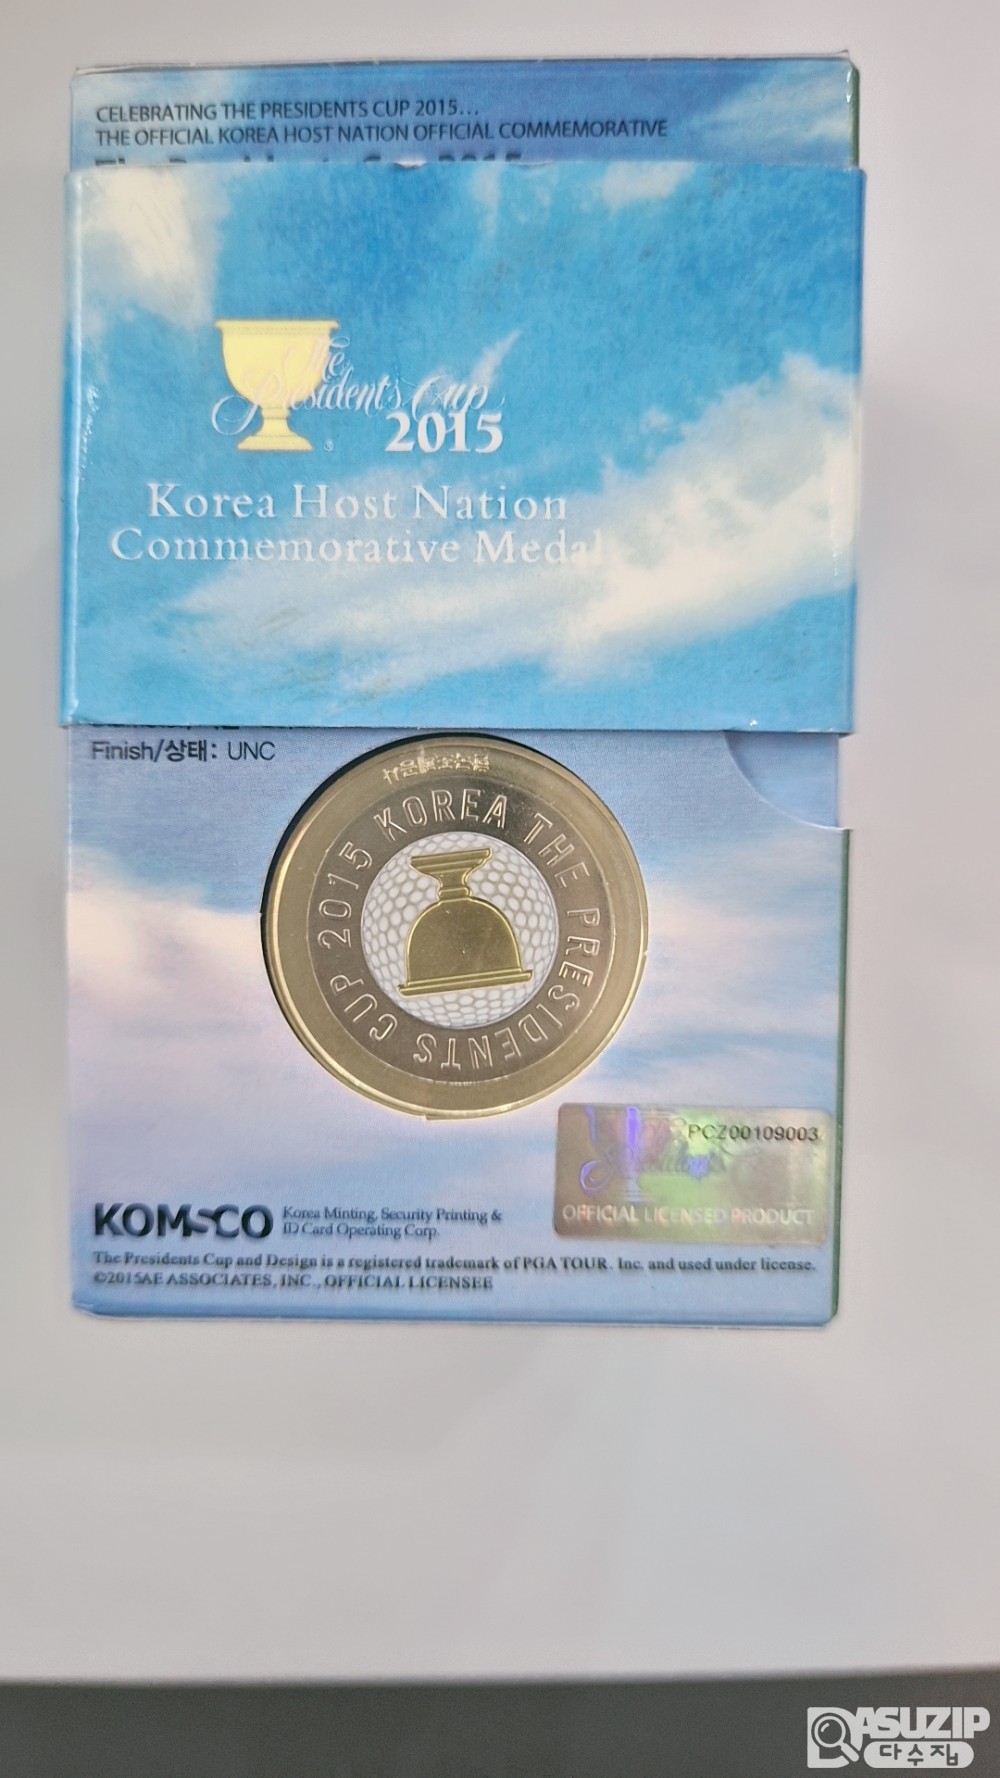 CELEBRATING THE PRESIDENTS CUP 2015...
THE OFFICIAL KOREA HOST NATION OFFICIAL COMMEMORATIVE
The
Presidents Cup
2015
®
Korea Host Nation
Commemorative Medal
Finish/상태: UNC
2015 KOREA THE PRESIDENTS CUP
PCZ00109003
OFFICIAL LICENSED PRODUCT
KOMSCO Korea Minting, Security Printing &
ID Card Operating Corp.
The Presidents Cup and Design is a registered trademark of PGA TOUR. Inc. and used under license.
©2015AE ASSOCIATES, INC., OFFICIAL LICENSEE
DASUZIP
다수집